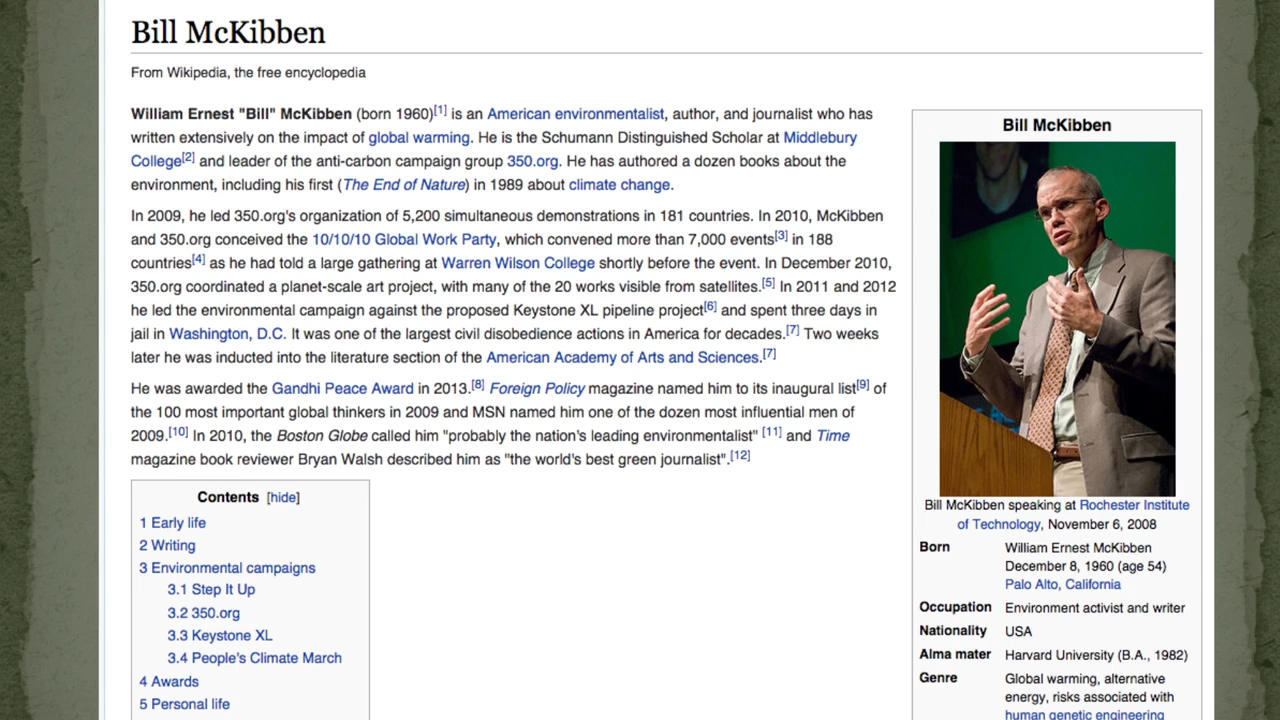 Bill McKibben
From Wikipedia, the free encyclopedia
William Ernest "Bill" McKibben (born 1960)[1] is an American environmentalist, author, and journalist who has
written extensively on the impact of global warming. He is the Schumann Distinguished Scholar at Middlebury
College[2] and leader of the anti-carbon campaign group 350.org. He has authored a dozen books about the
environment, including his first (The End of Nature) in 1989 about climate change.
In 2009, he led 350.org's organization of 5,200 simultaneous demonstrations in 181 countries. In 2010, McKibben
and 350.org conceived the 10/10/10 Global Work Party, which convened more than 7,000 events[3] in 188
countries[4] as he had told a large gathering at Warren Wilson College shortly before the event. In December 2010,
350.org coordinated a planet-scale art project, with many of the 20 works visible from satellites.[5] In 2011 and 2012
he led the environmental campaign against the proposed Keystone XL pipeline project[6] and spent three days in
jail in Washington, D.C. It was one of the largest civil disobedience actions in America for decades.[7] Two weeks
later he was inducted into the literature section of the American Academy of Arts and Sciences.[7]
He was awarded the Gandhi Peace Award in 2013.[8] Foreign Policy magazine named him to its inaugural list[9] of
the 100 most important global thinkers in 2009 and MSN named him one of the dozen most influential men of
2009.[10] In 2010, the Boston Globe called him "probably the nation's leading environmentalist" [11] and Time
magazine book reviewer Bryan Walsh described him as "the world's best green journalist".[12]
Contents [hide]
1 Early life
2 Writing
3 Environmental campaigns
3.1 Step It Up
3.2 350.org
3.3 Keystone XL
3.4 People's Climate March
4 Awards
5 Personal life
Bill McKibben
Bill McKibben speaking at Rochester Institute
of Technology, November 6, 2008
Born William Ernest McKibben
December 8, 1960 (age 54)
Palo Alto, California
Occupation Environment activist and writer
Nationality USA
Alma mater Harvard University (B.A., 1982)
Genre Global warming, alternative
energy, risks associated with
human genetic engineering